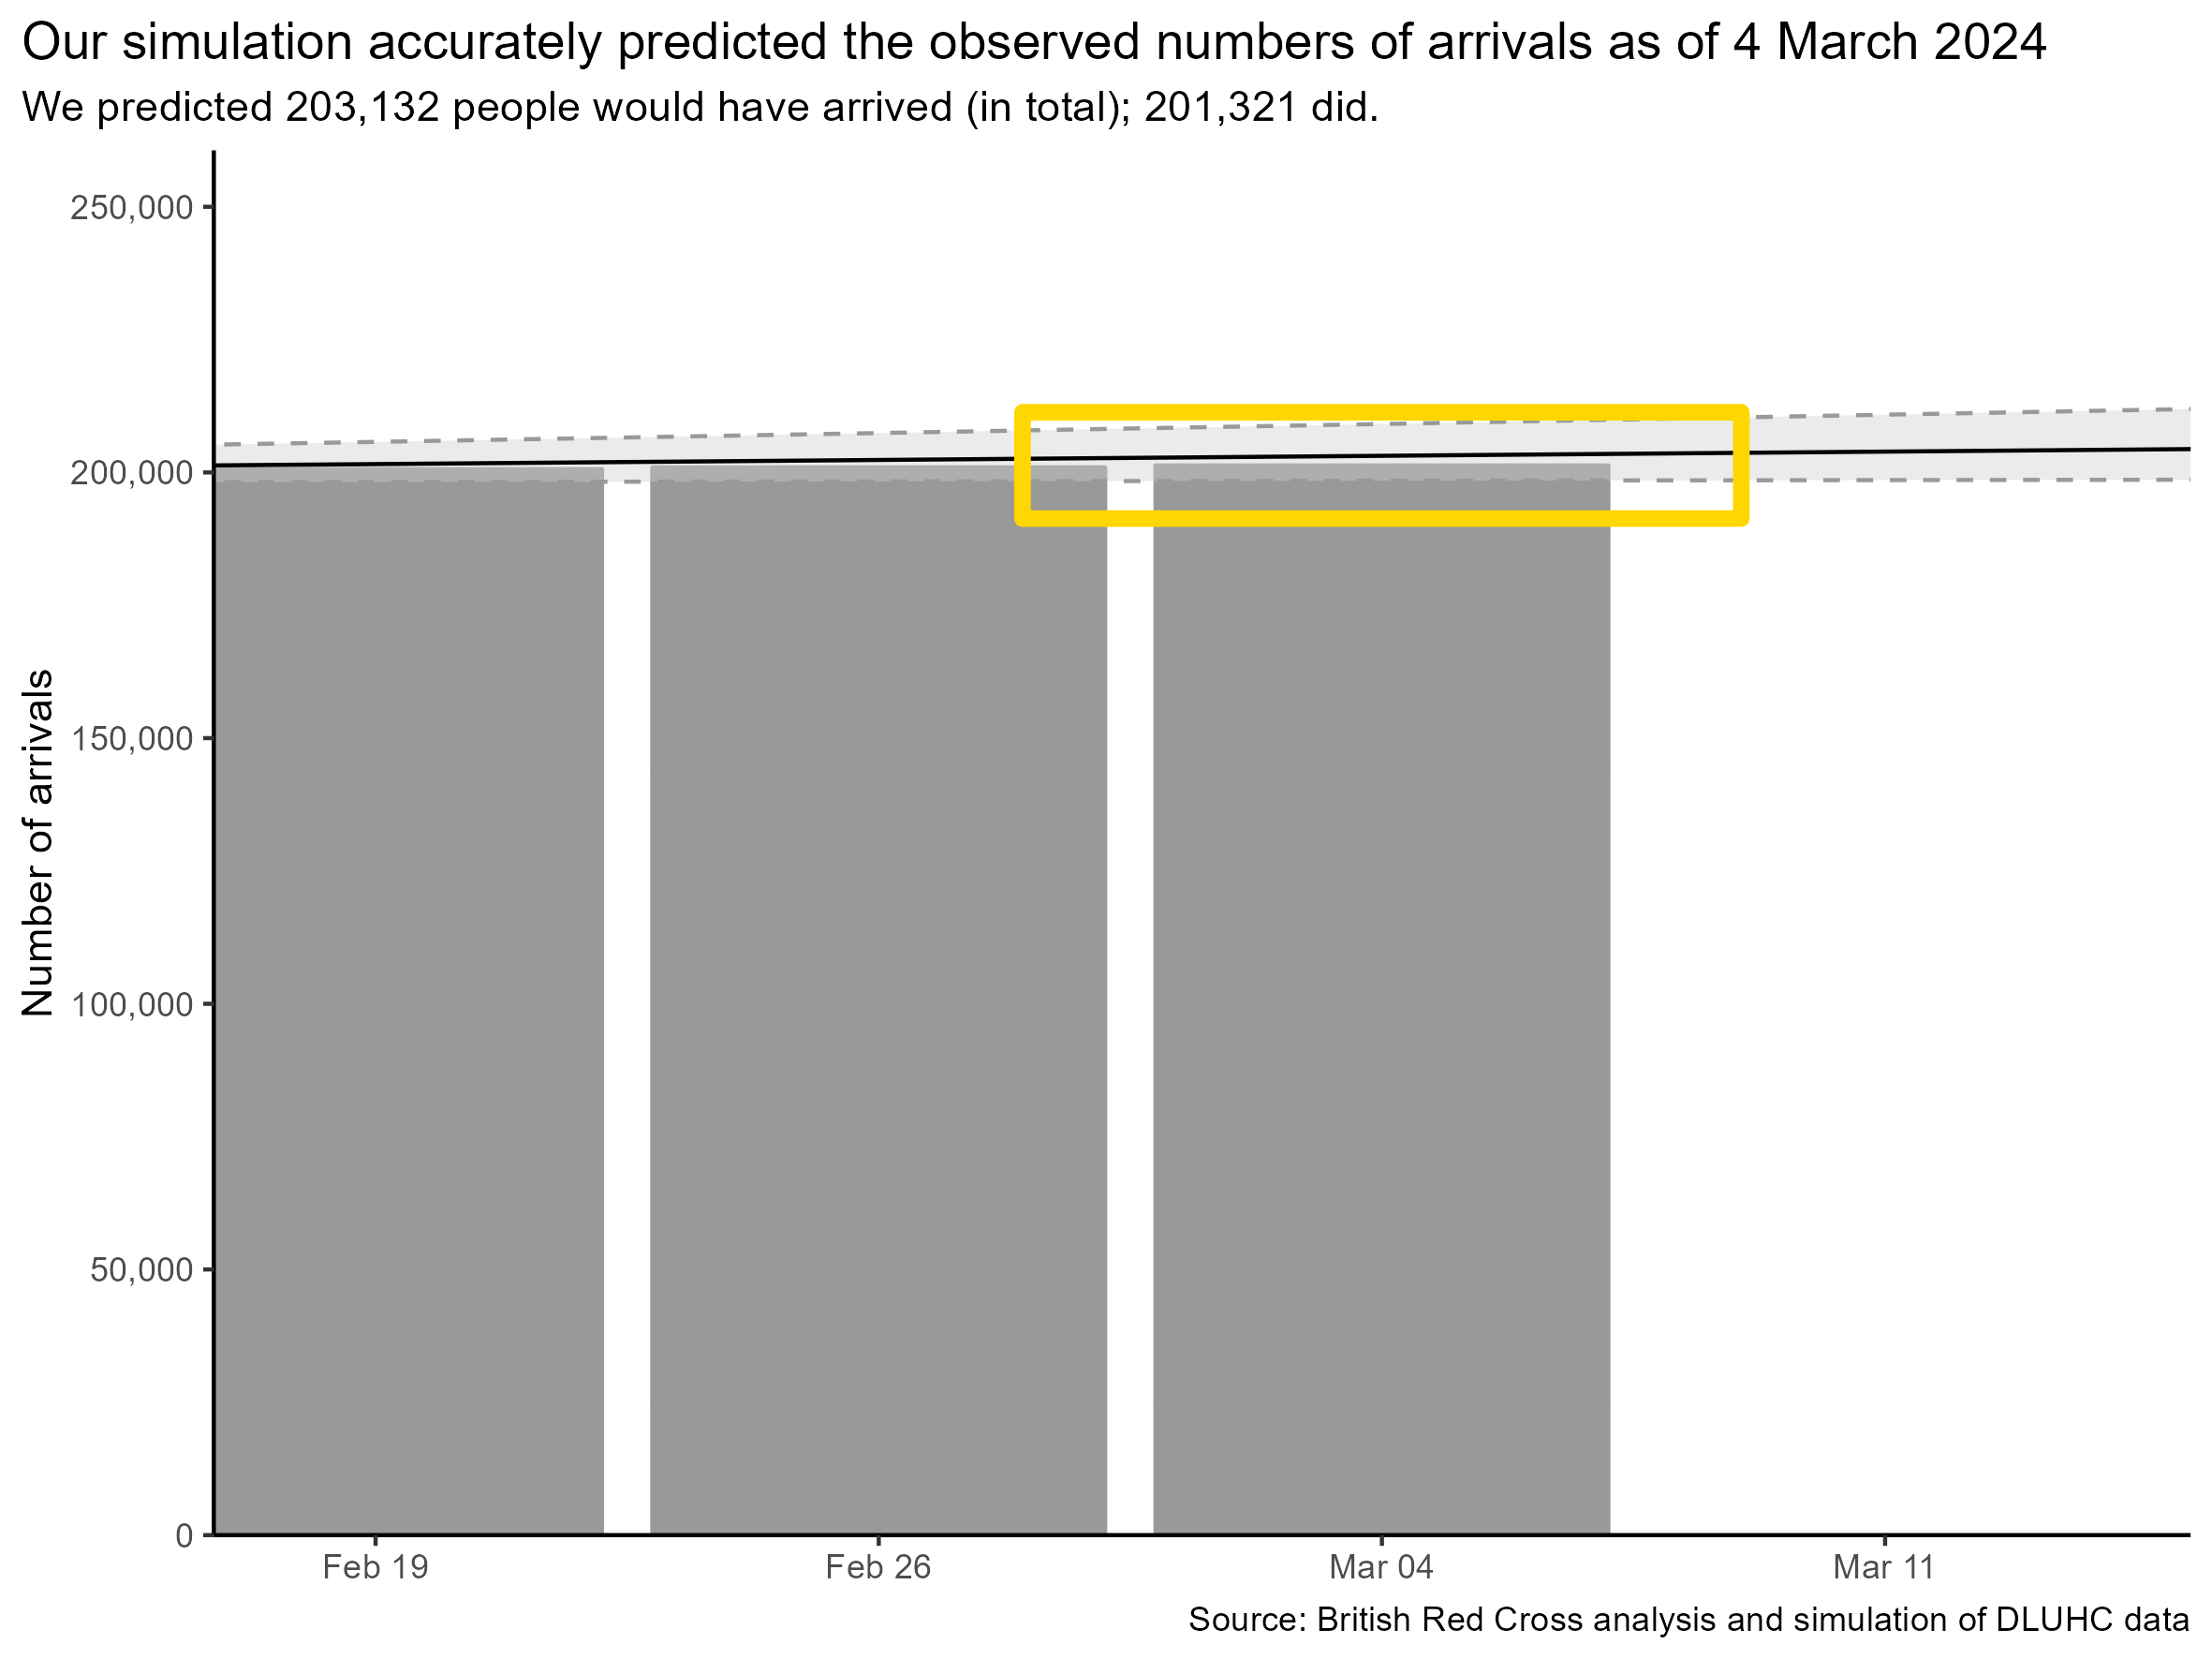 Our simulation accurately predicted the observed numbers of arrivals as of 4 March 2024
We predicted 203,132 people would have arrived (in total); 201,321 did.
250,000
200,000
150,000
100,000
50,000
0
Number of arrivals
Feb 19
Feb 26
Mar 04
Mar 11
Source: British Red Cross analysis and simulation of DLUHC data